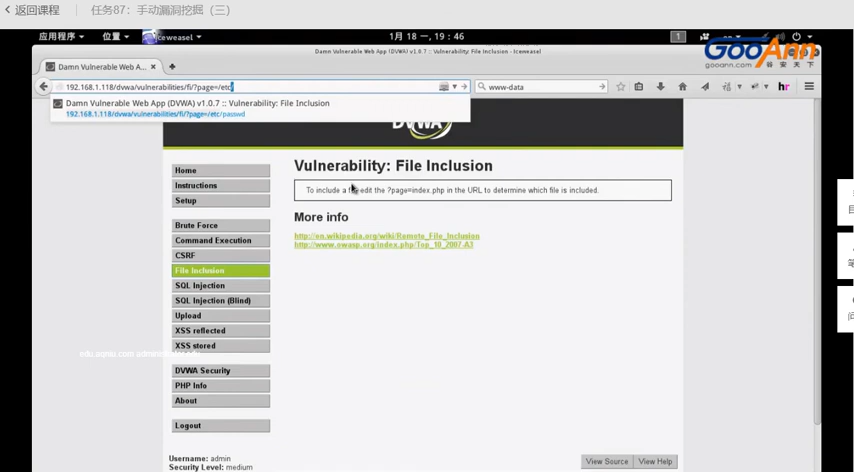 返回课程 任务87：手动漏洞挖掘（三）
应用程序 位置 ceweasel 1月 18 一，19：46 1
Damn Vulnerable Web App (DVWA) v1.0.7 :: Vulnerability: File Inclusion - Iceweasel
GooAnn
gooann.com 谷安天下
Damn Vulnerable Web A...
192.168.1.118/dvwa/vulnerabilities/fi/?page=/etc/
www-data
hr
Damn Vulnerable Web App (DVWA) v1.0.7 :: Vulnerability: File Inclusion
192.168.1.118/dvwa/vulnerabilities/fi/?page=/etc/passwd
DVWA
Vulnerability: File Inclusion
To include a file edit the ?page=index.php in the URL to determine which file is included.
More info
http://en.wikipedia.org/wiki/Remote_File_Inclusion
http://www.owasp.org/index.php/Top_10_2007-A3
Home
Instructions
Setup
Brute Force
Command Execution
CSRF
File Inclusion
SQL Injection
SQL Injection (Blind)
Upload
XSS reflected
XSS stored
DVWA Security
PHP Info
About
Logout
Username: admin
Security Level: medium
View Source View Help